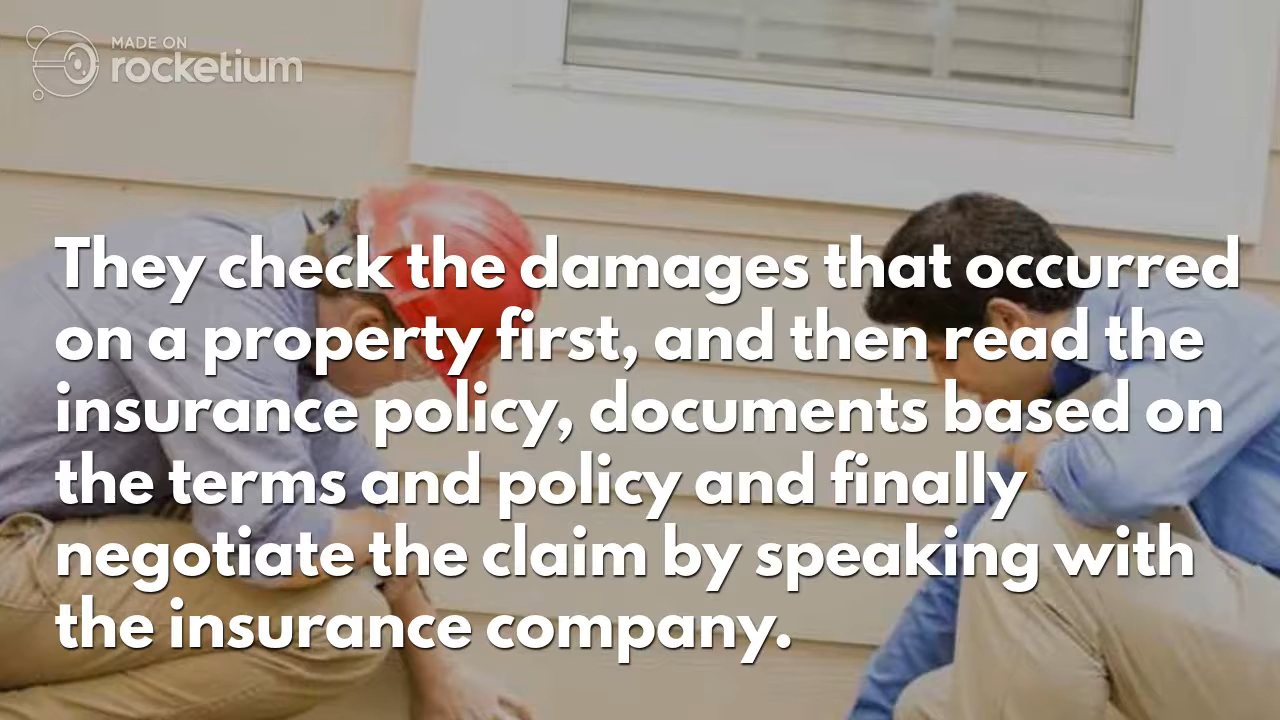 MADE ON
rocketium
They check the damages that occurred
on a property first, and then read the
insurance policy, documents based on
the terms and policy and finally
negotiate the claim by speaking with
the insurance company.